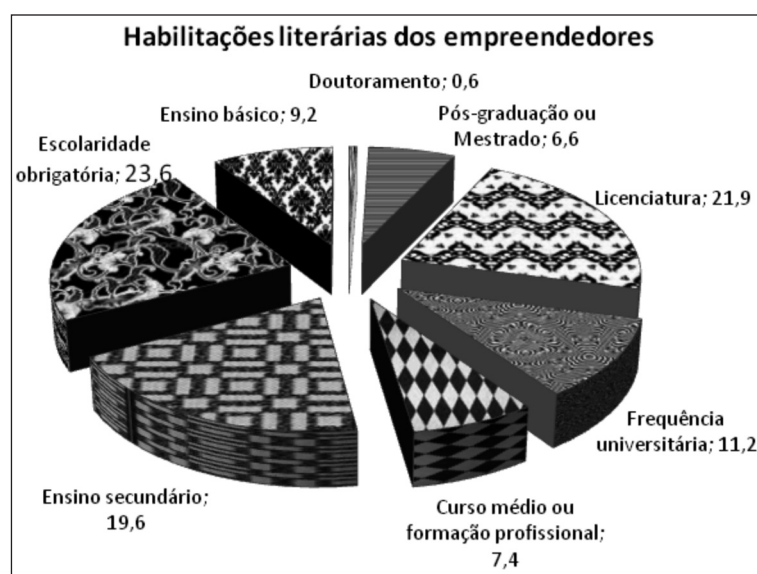 Habilitações literárias dos empreendedores
Doutoramento; 0,6
Pós-graduação ou
Mestrado; 6,6
Licenciatura; 21,9
Frequência
universitária; 11,2
Curso médio ou
formação profissional;
7,4
Ensino secundário;
19,6
Escolaridade
obrigatória; 23,6
Ensino básico; 9,2